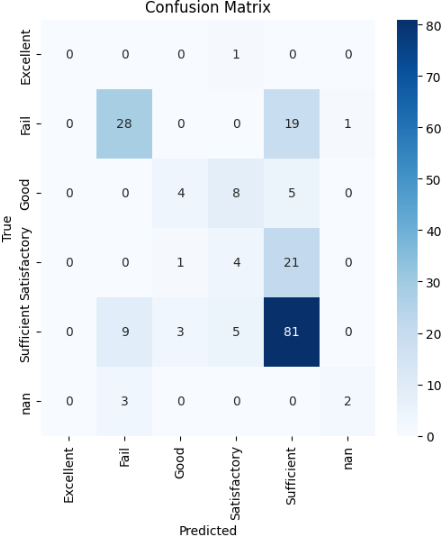 Confusion Matrix
True
Excellent 0 0 0 1 0 0
Fail 0 28 0 0 19 1
Good 0 0 4 8 5 0
Satisfactory 0 0 1 4 21 0
Sufficient 0 9 3 5 81 0
nan 0 3 0 0 0 2
Excellent Fail Good Satisfactory Sufficient nan
Predicted
80
70
60
50
40
30
20
10
0